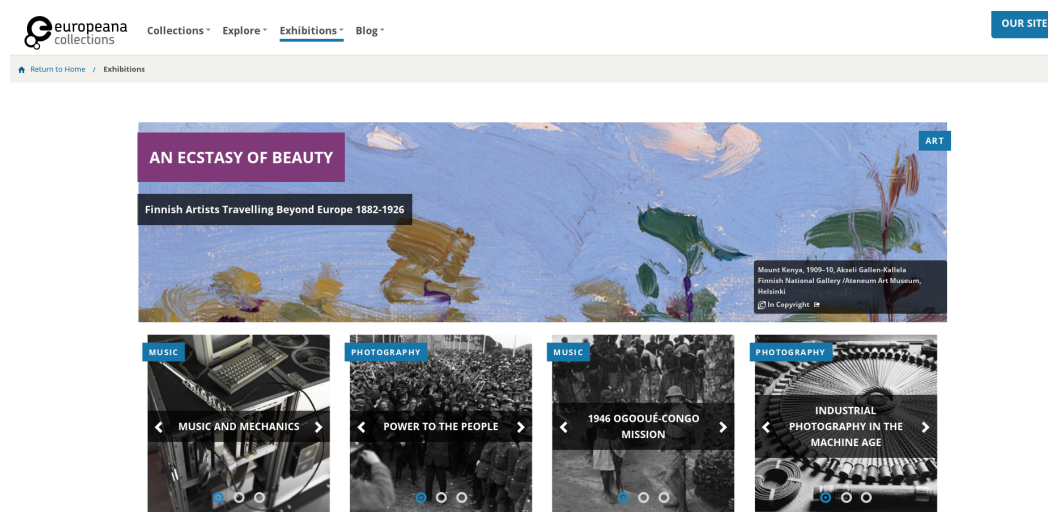 europeana
collections
Collections
Explore
Exhibitions
Blog
OUR SITE
Return to Home / Exhibitions
AN ECSTASY OF BEAUTY
ART
Finnish Artists Travelling Beyond Europe 1882-1926
Mount Kenya, 1909–10, Akseli Gallen-Kallela
Finnish National Gallery /Ateneum Art Museum,
Helsinki
In Copyright
MUSIC
MUSIC AND MECHANICS
PHOTOGRAPHY
POWER TO THE PEOPLE
MUSIC
1946 OGOOUÉ-CONGO
MISSION
PHOTOGRAPHY
INDUSTRIAL
PHOTOGRAPHY IN THE
MACHINE AGE